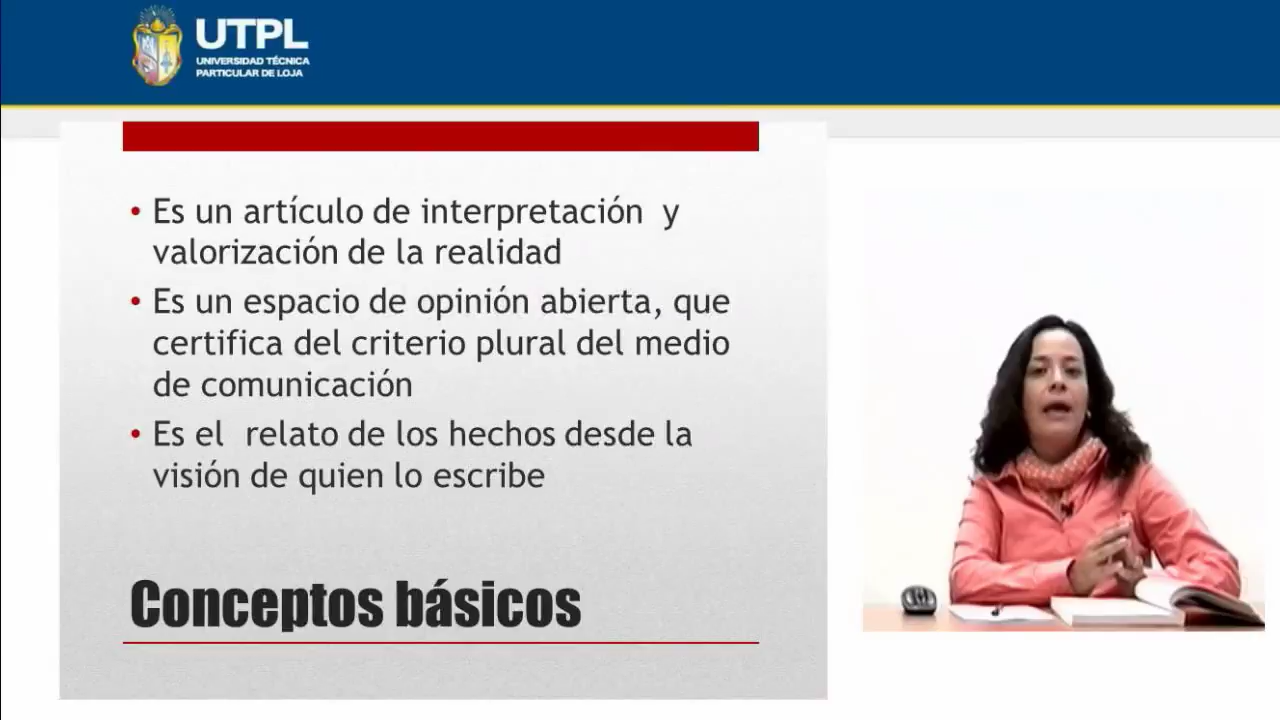 UTPL
UNIVERSIDAD TÉCNICA
PARTICULAR DE LOJA
• Es un artículo de interpretación y
valorización de la realidad
• Es un espacio de opinión abierta, que
certifica del criterio plural del medio
de comunicación
• Es el relato de los hechos desde la
visión de quien lo escribe
Conceptos básicos